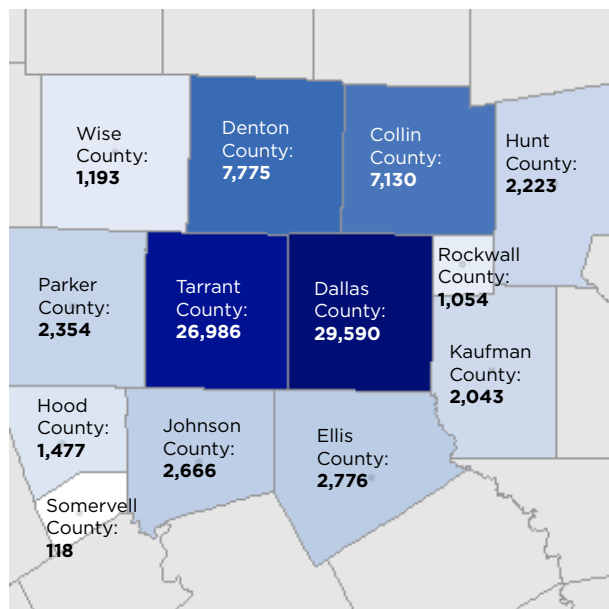 Wise
County:
1,193
Denton
County:
7,775
Collin
County:
7,130
Hunt
County:
2,223
Parker
County:
2,354
Tarrant
County:
26,986
Dallas
County:
29,590
Rockwall
County:
1,054
Kaufman
County:
2,043
Hood
County:
1,477
Johnson
County:
2,666
Ellis
County:
2,776
Somervell
County:
118